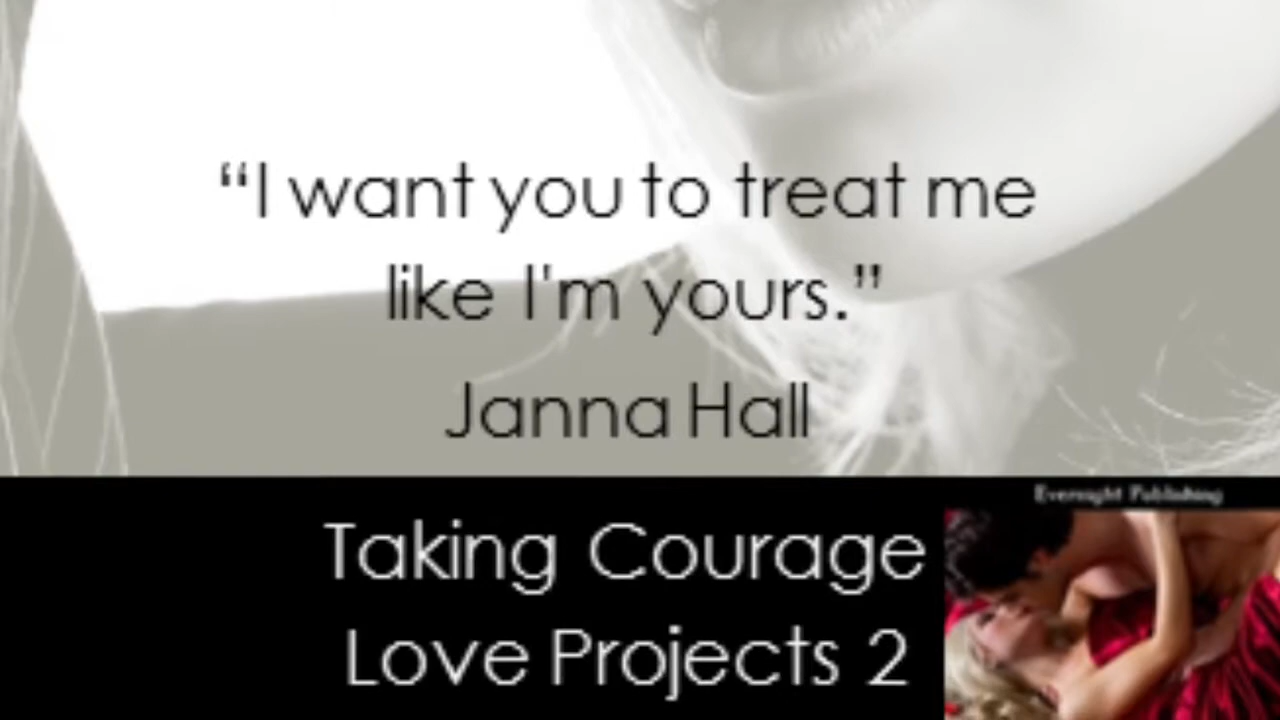 “I want you to treat me
like I'm yours.”
Janna Hall
Evernight Publishing
Taking Courage
Love Projects 2